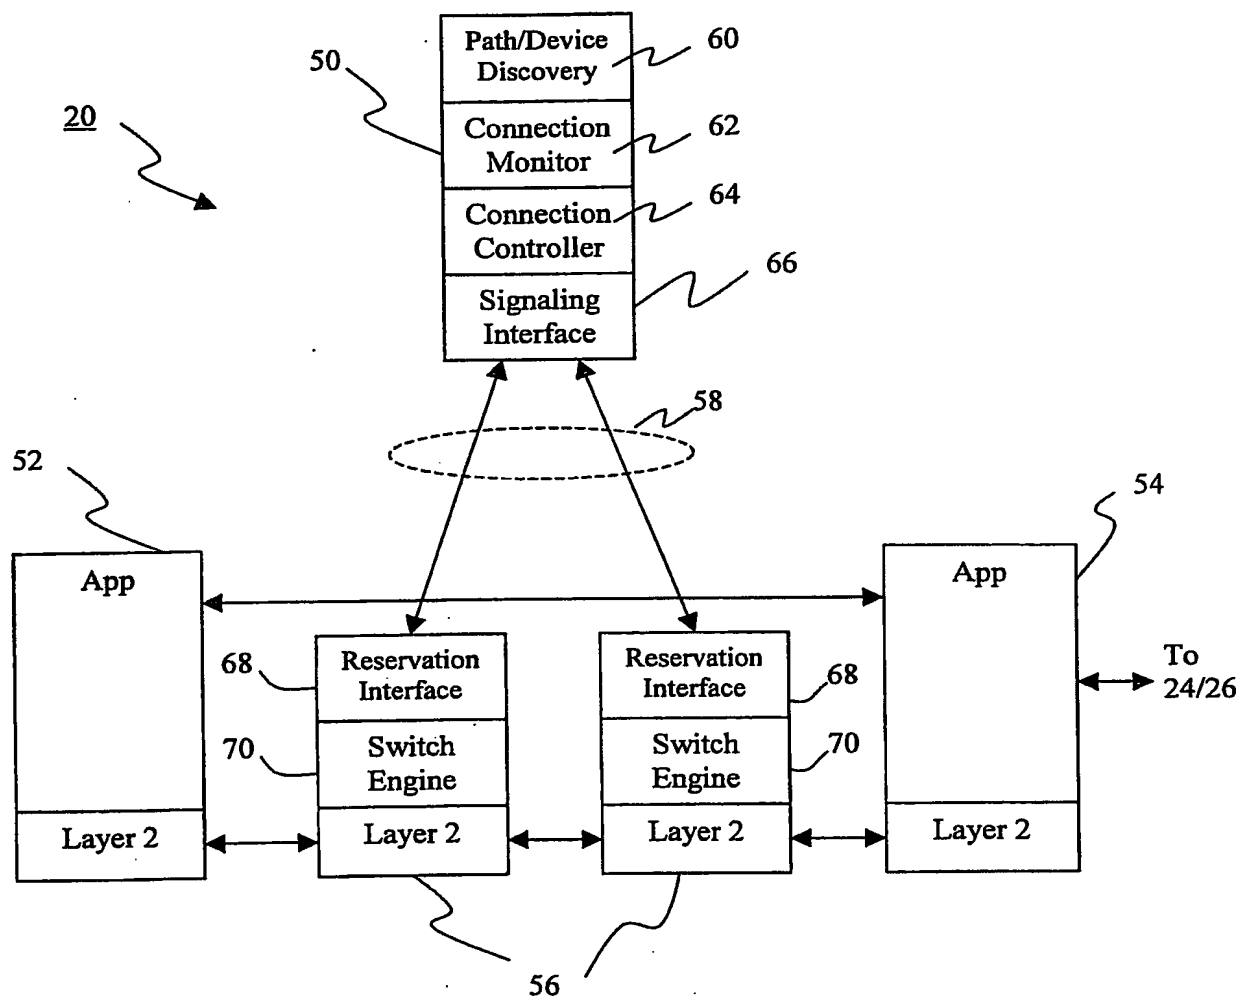 Path/Device
Discovery
60
50
20
Connection
Monitor
62
Connection
Controller
64
Signaling
Interface
66
58
52
54
App
App
Reservation
Interface
68
Reservation
Interface
68
To
24/26
Switch
Engine
70
Switch
Engine
70
Layer 2
Layer 2
Layer 2
Layer 2
56